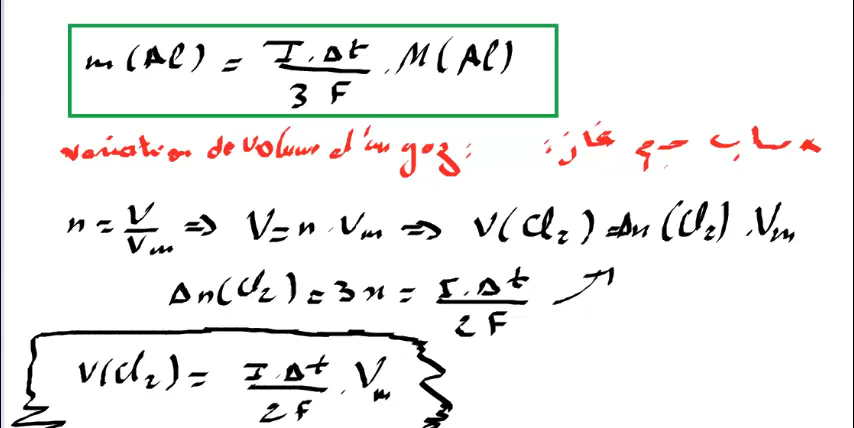 m(Al) = I.Δt / 3F . M(Al)
variation de volume d'un gaz : حساب حجم غاز :
n = V/Vm ⇒ V = n . Vm ⇒ V(Cl₂) = Δn(Cl₂) . Vm
Δn(Cl₂) = 3x = I.Δt / 2F
V(Cl₂) = I.Δt / 2F . Vm